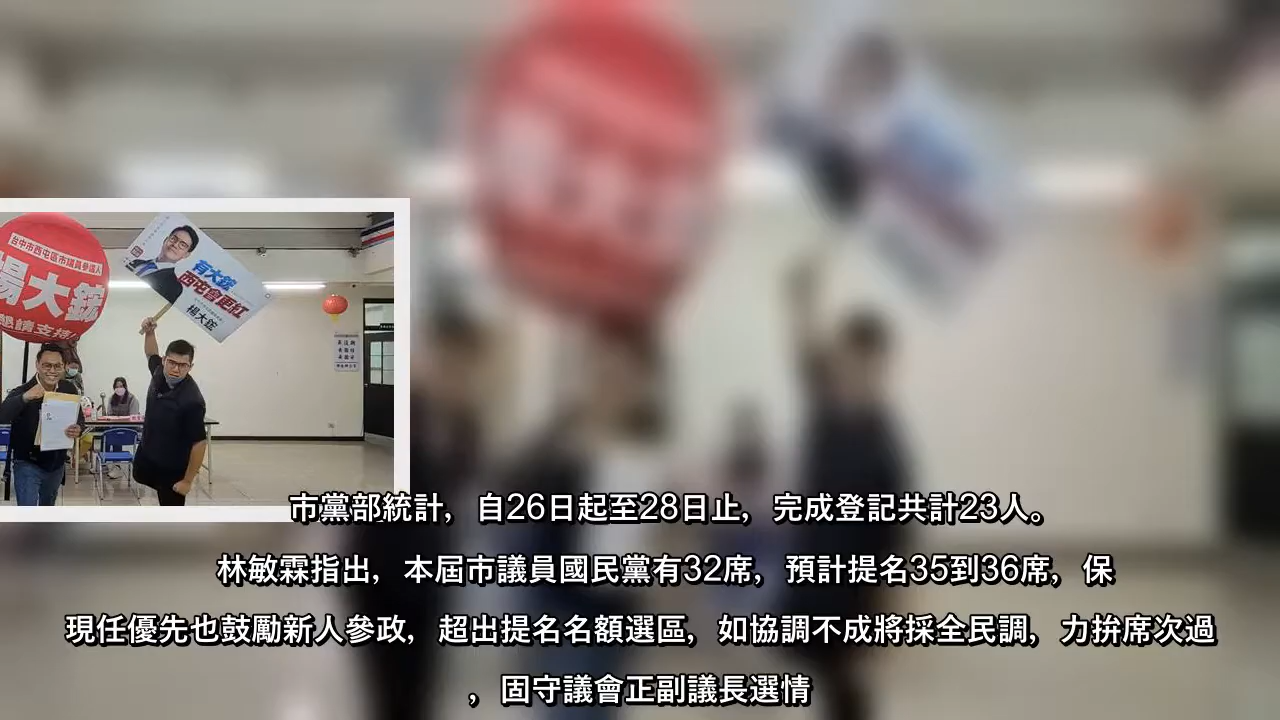 台中市西屯區市議員參選人
楊大鋐
懇請支持!
有大鋐
西屯會更紅
楊大鋐
市黨部統計，自26日起至28日止，完成登記共計23人。
林敏霖指出，本屆市議員國民黨有32席，預計提名35到36席，保
現任優先也鼓勵新人參政，超出提名名額選區，如協調不成將採全民調，力拚席次過
，固守議會正副議長選情